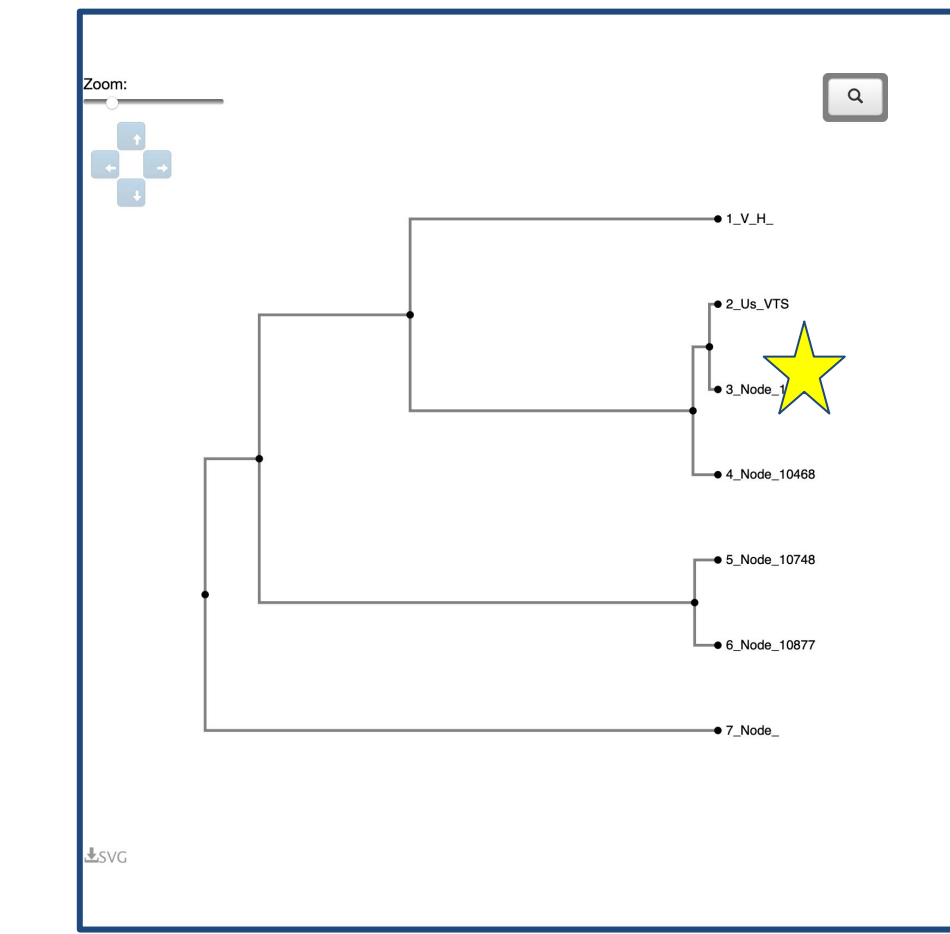 Zoom:
1_V_H_
2_Us_VTS
3_Node_1
4_Node_10468
5_Node_10748
6_Node_10877
7_Node_
SVG